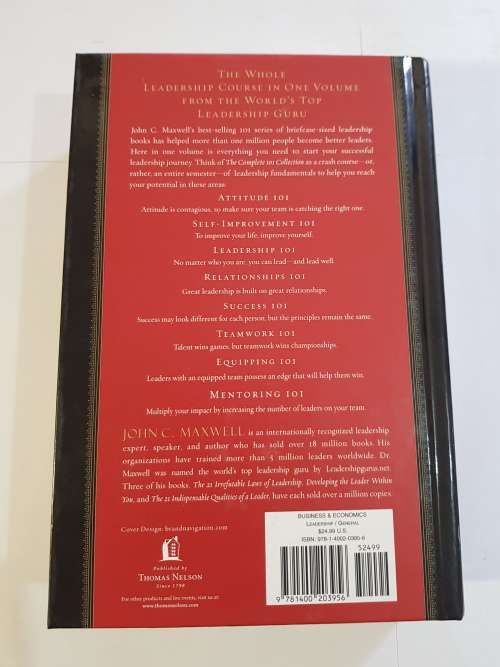 THE WHOLE
LEADERSHIP COURSE IN ONE VOLUME
FROM THE WORLD'S TOP
LEADERSHIP GURU
John C. Maxwell's best-selling 101 series of briefcase-sized leadership
books has helped more than one million people become better leaders.
Here in one volume is everything you need to start your successful
leadership journey. Think of The Complete 101 Collection as a crash course—or,
rather, an entire semester—of leadership fundamentals to help you reach
your potential in these areas:
ATTITUDE 101
Attitude is contagious, so make sure your team is catching the right one.
SELF-IMPROVEMENT 101
To improve your life, improve yourself.
LEADERSHIP 101
No matter who you are, you can lead—and lead well.
RELATIONSHIPS 101
Great leadership is built on great relationships.
SUCCESS 101
Success may look different for each person, but the principles remain the same.
TEAMWORK 101
Talent wins games, but teamwork wins championships.
EQUIPPING 101
Leaders with an equipped team possess an edge that will help them win.
MENTORING 101
Multiply your impact by increasing the number of leaders on your team.
JOHN C. MAXWELL is an internationally recognized leadership
expert, speaker, and author who has sold over 18 million books. His
organizations have trained more than 5 million leaders worldwide. Dr.
Maxwell was named the world's top leadership guru by Leadershipgurus.net.
Three of his books, The 21 Irrefutable Laws of Leadership, Developing the Leader Within
You, and The 21 Indispensable Qualities of a Leader, have each sold over a million copies.
Cover Design: brandnavigation.com
Published by
THOMAS NELSON
Since 1798
For other products and live events, visit us at:
www.thomasnelson.com
BUSINESS & ECONOMICS
LEADERSHIP / GENERAL
$24.99 U.S.
ISBN: 978-1-4002-0395-6
52499
9 781400 203956